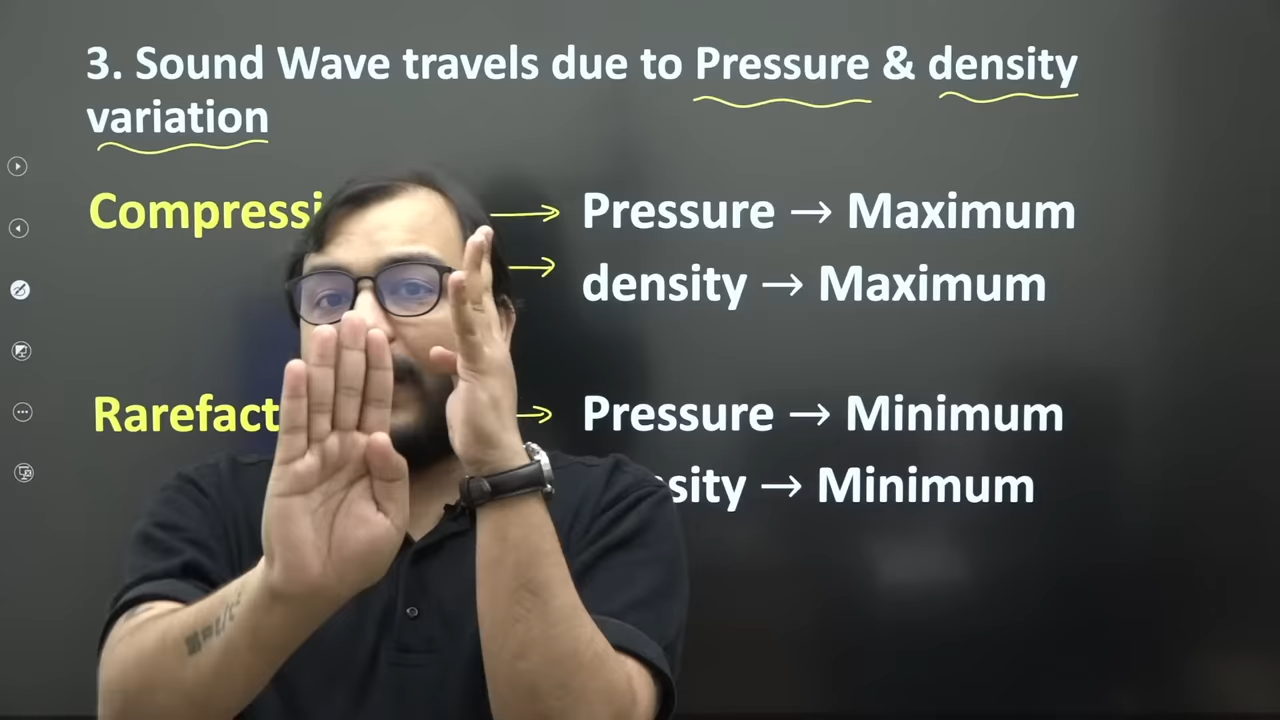 3. Sound Wave travels due to Pressure & density
variation
Pressure → Maximum
density → Maximum
Pressure → Minimum
→ Minimum